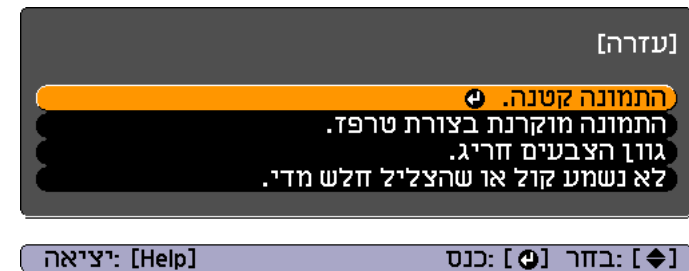 [עזרה]
התמונה קטנה.
התמונה מוקרנת בצורת טרפז.
גוון הצבעים חריג.
לא נשמע קול או שהצליל חלש מדי.
[◆] :בחר [⏎] :כנס [Help] :יציאה